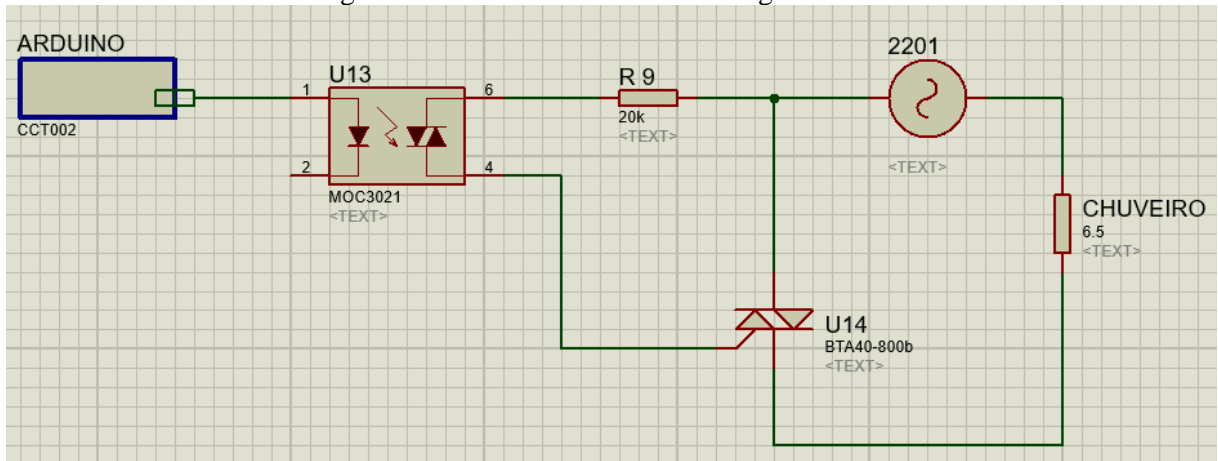 ARDUINO
CCT002
U13
1
2
6
4
MOC3021
<TEXT>
R 9
20k
<TEXT>
2201
<TEXT>
CHUVEIRO
6.5
<TEXT>
U14
BTA40-800b
<TEXT>